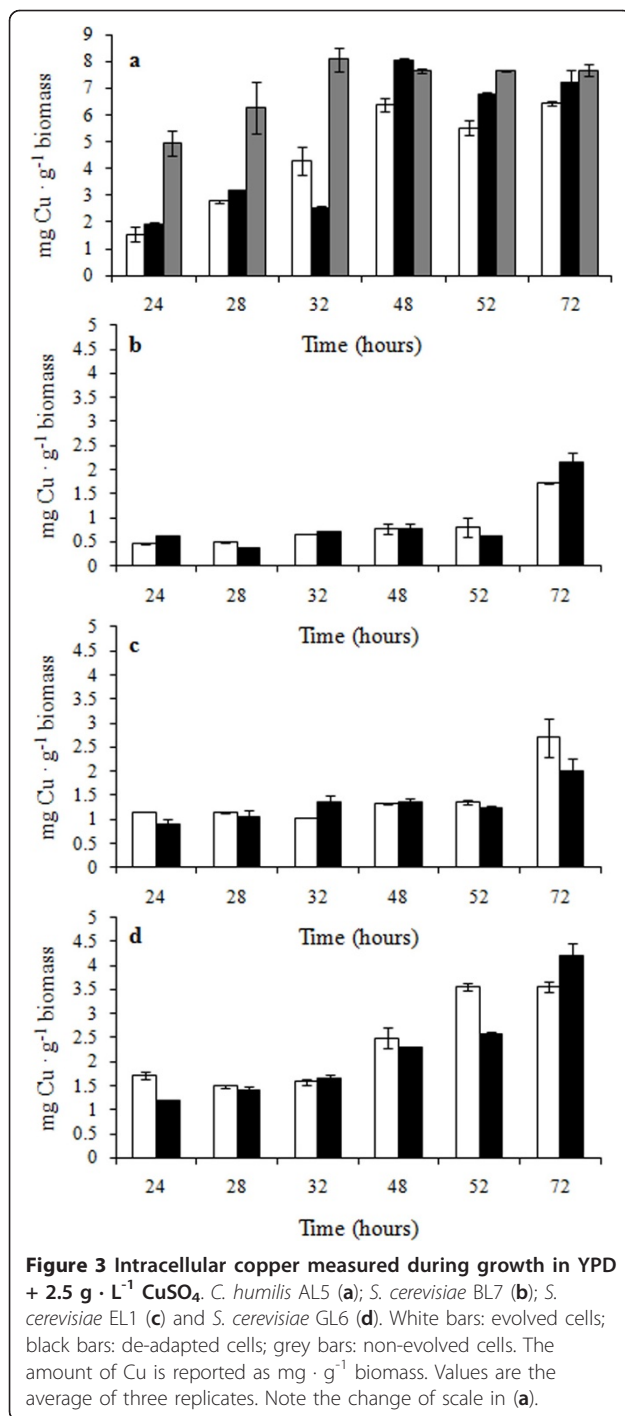 a
mg Cu · g⁻¹ biomass
9
8
7
6
5
4
3
2
1
0
24 28 32 48 52 72
Time (hours)
b
mg Cu · g⁻¹ biomass
5
4.5
4
3.5
3
2.5
2
1.5
1
0.5
0
24 28 32 48 52 72
Time (hours)
c
mg Cu · g⁻¹ biomass
5
4.5
4
3.5
3
2.5
2
1.5
1
0.5
0
24 28 32 48 52 72
Time (hours)
d
mg Cu · g⁻¹ biomass
5
4.5
4
3.5
3
2.5
2
1.5
1
0.5
0
24 28 32 48 52 72
Time (hours)
Figure 3 Intracellular copper measured during growth in YPD
+ 2.5 g · L⁻¹ CuSO₄. C. humilis AL5 (a); S. cerevisiae BL7 (b); S.
cerevisiae EL1 (c) and S. cerevisiae GL6 (d). White bars: evolved cells;
black bars: de-adapted cells; grey bars: non-evolved cells. The
amount of Cu is reported as mg · g⁻¹ biomass. Values are the
average of three replicates. Note the change of scale in (a).